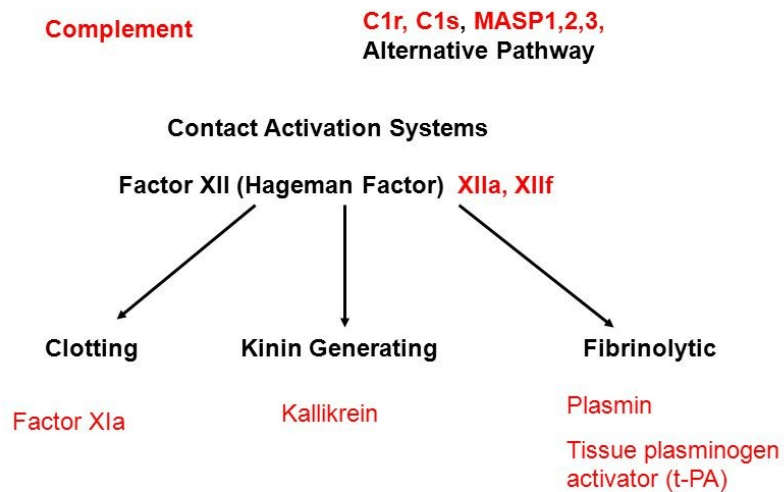 Complement
C1r, C1s, MASP1,2,3,
Alternative Pathway
Contact Activation Systems
Factor XII (Hageman Factor) XIIa, XIIf
Clotting
Kinin Generating
Fibrinolytic
Factor XIa
Kallikrein
Plasmin
Tissue plasminogen
activator (t-PA)